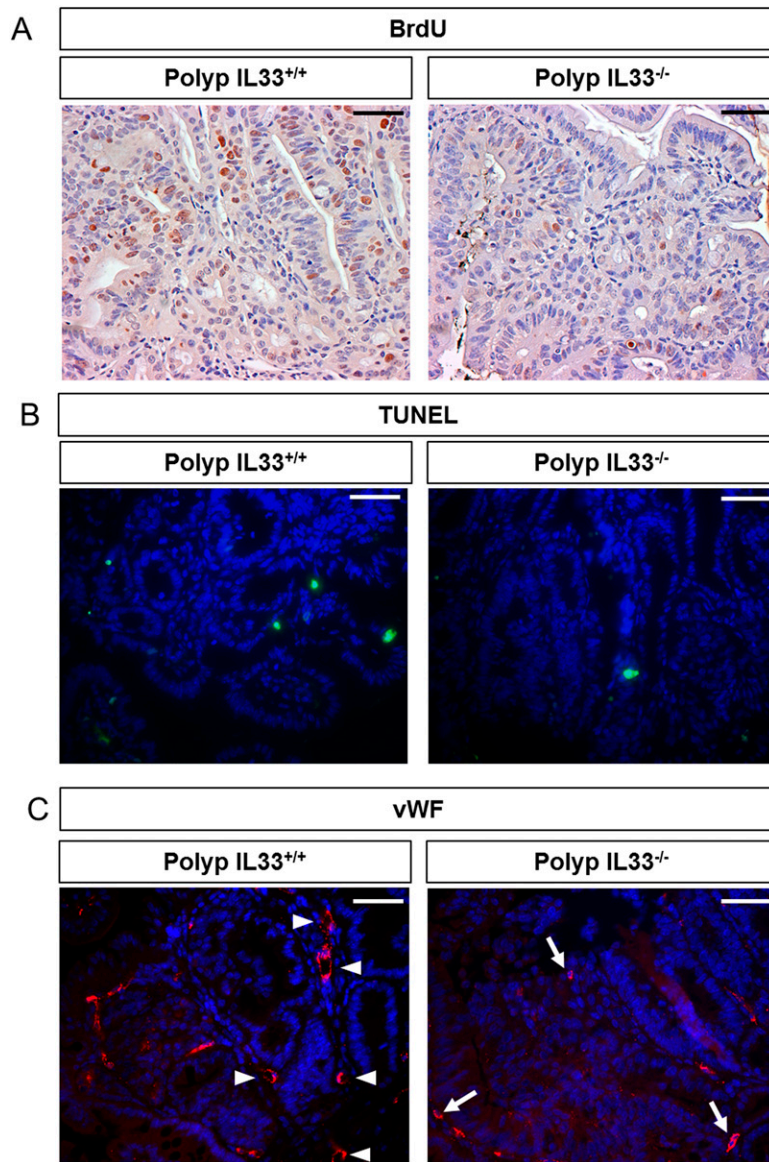 A
BrdU
Polyp IL33+/+
Polyp IL33-/-
B
TUNEL
Polyp IL33+/+
Polyp IL33-/-
C
vWF
Polyp IL33+/+
Polyp IL33-/-